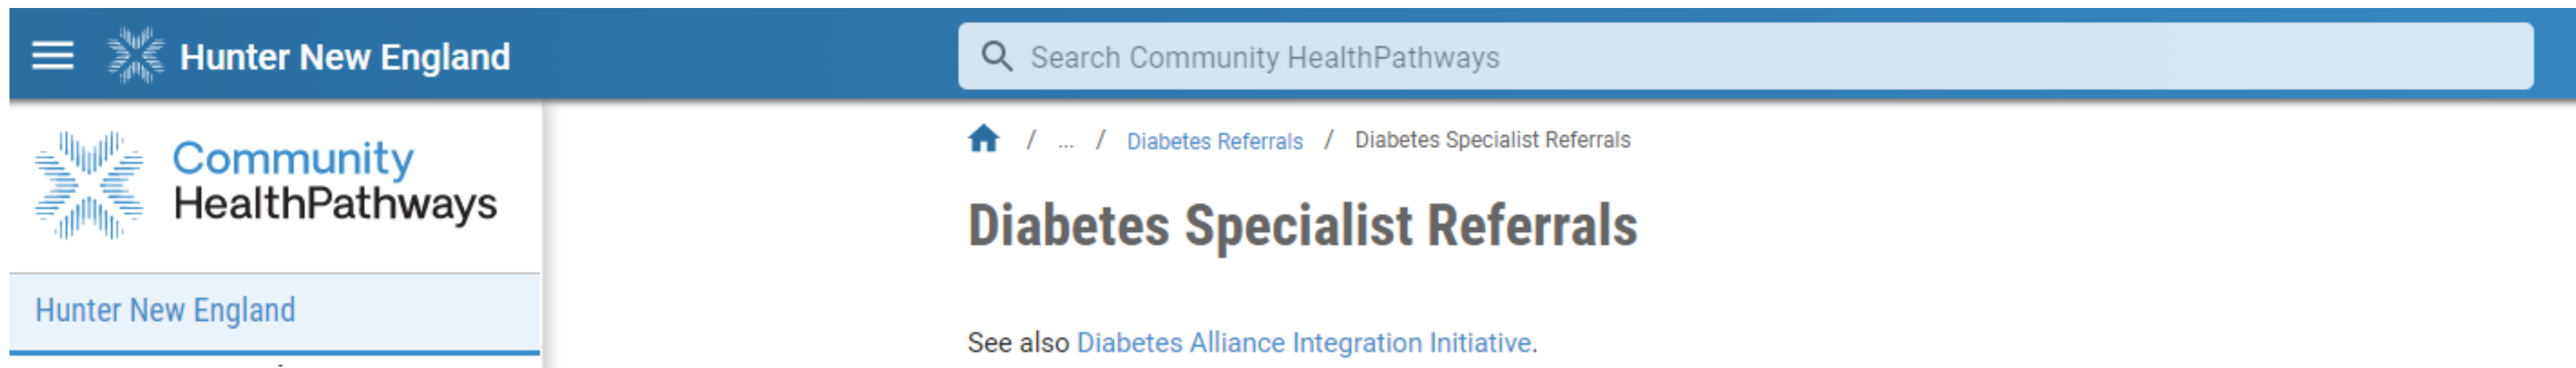 Hunter New England
Search Community HealthPathways
Community
HealthPathways
Hunter New England
/ ... / Diabetes Referrals / Diabetes Specialist Referrals
Diabetes Specialist Referrals
See also Diabetes Alliance Integration Initiative.